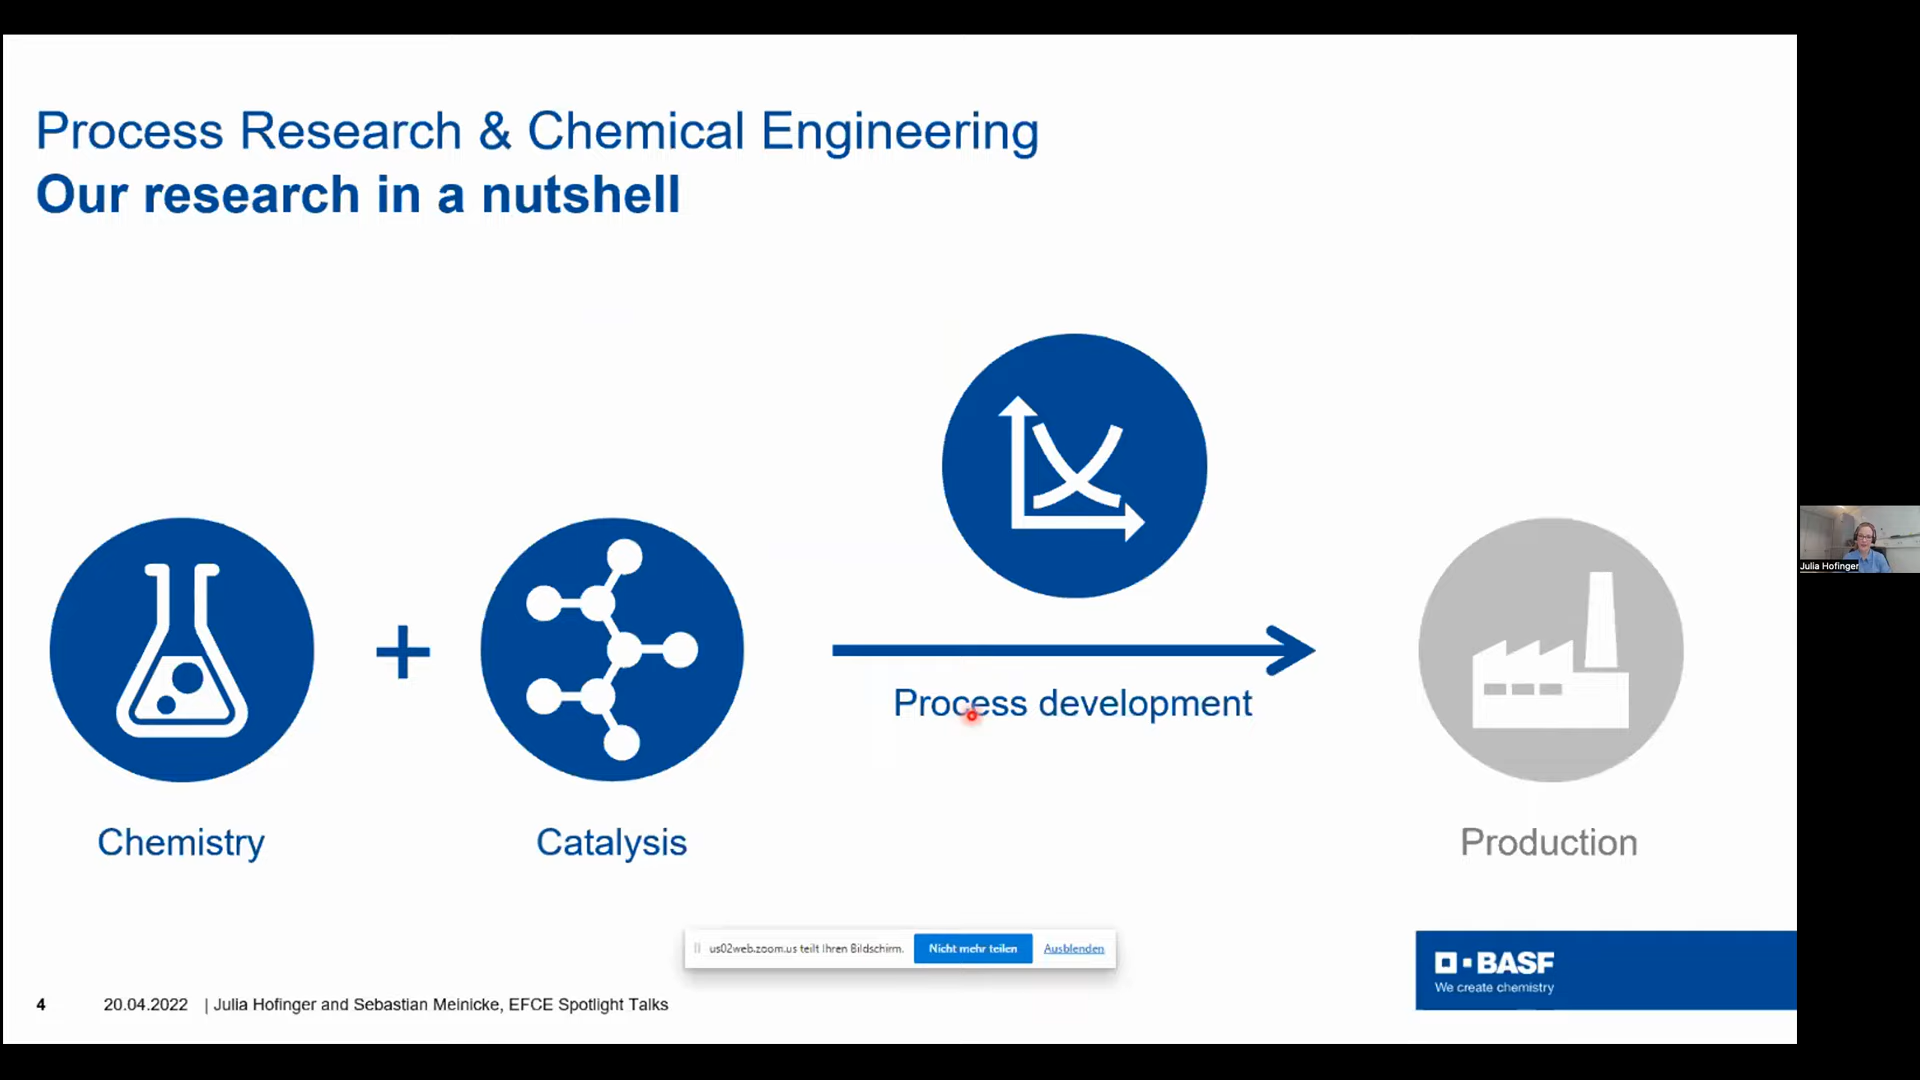 Process Research & Chemical Engineering
Our research in a nutshell
Process development
Chemistry
Catalysis
Production
Julia Hofinger
us02web.zoom.us teilt Ihren Bildschirm.
Nicht mehr teilen
Ausblenden
BASF
We create chemistry
4
20.04.2022
| Julia Hofinger and Sebastian Meinicke, EFCE Spotlight Talks